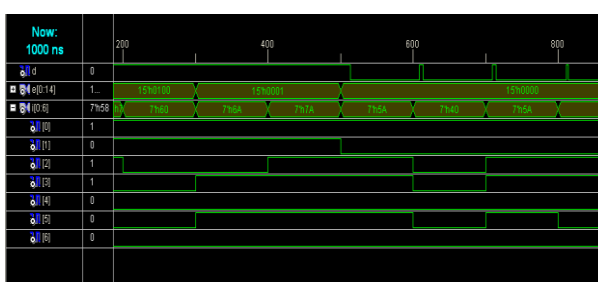 Now:
1000 ns
200 400 600 800
d 0
e[0:14] 1... 15'h0100 15'h0001 15'h0000
i[0:6] 7'h58 h7 7'h60 7'h6A 7'h7A 7'h5A 7'h40 7'h5A
[0] 1
[1] 0
[2] 1
[3] 1
[4] 0
[5] 0
[6] 0